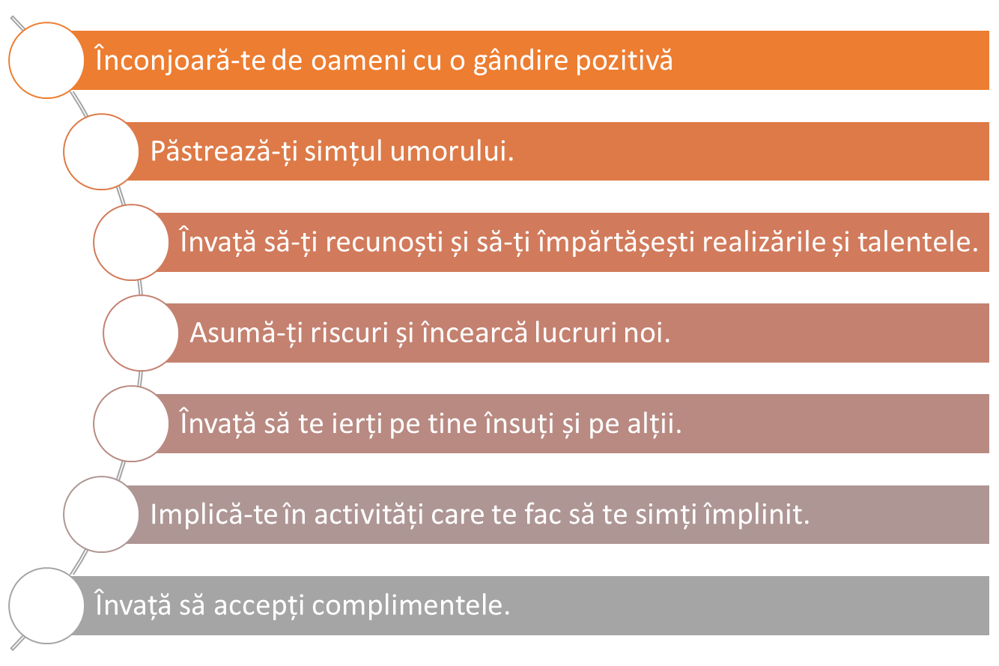 Înconjoară-te de oameni cu o gândire pozitivă
Păstrează-ți simțul umorului.
Învață să-ți recunoști și să-ți împărtășești realizările și talentele.
Asumă-ți riscuri și încearcă lucruri noi.
Învață să te ierți pe tine însuți și pe alții.
Implică-te în activități care te fac să te simți împlinit.
Învață să accepți complimentele.